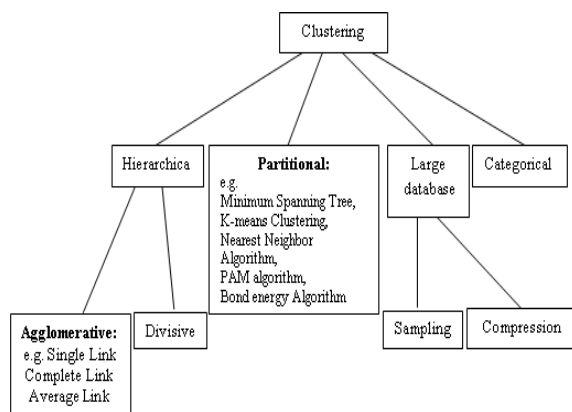 Clustering
Hierarchica
Partitional:
e.g.
Minimum Spanning Tree,
K-means Clustering,
Nearest Neighbor
Algorithm,
PAM algorithm,
Bond energy Algorithm
Large
database
Categorical
Agglomerative:
e.g. Single Link
Complete Link
Average Link
Divisive
Sampling
Compression